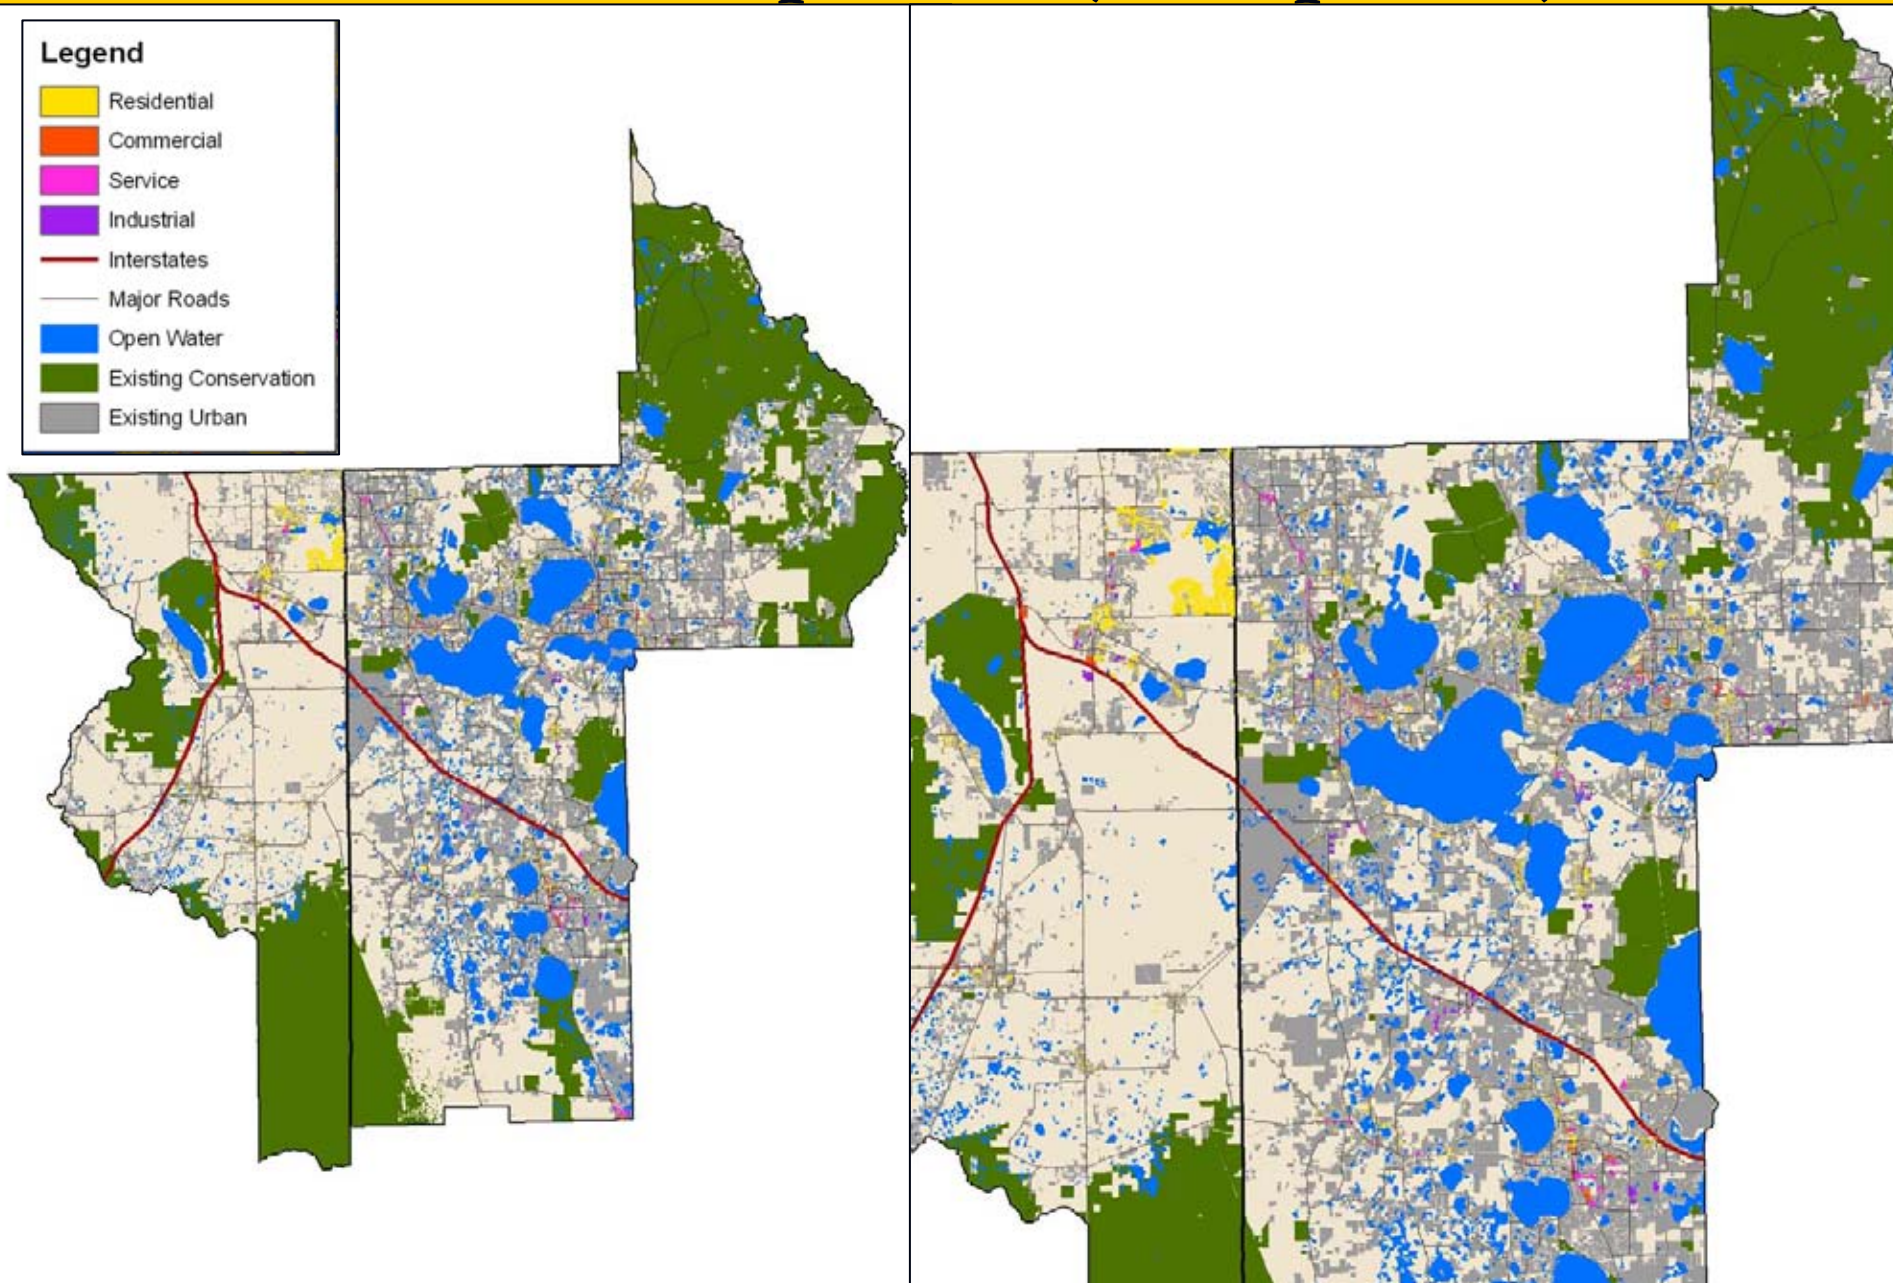 Legend
Residential
Commercial
Service
Industrial
Interstates
Major Roads
Open Water
Existing Conservation
Existing Urban